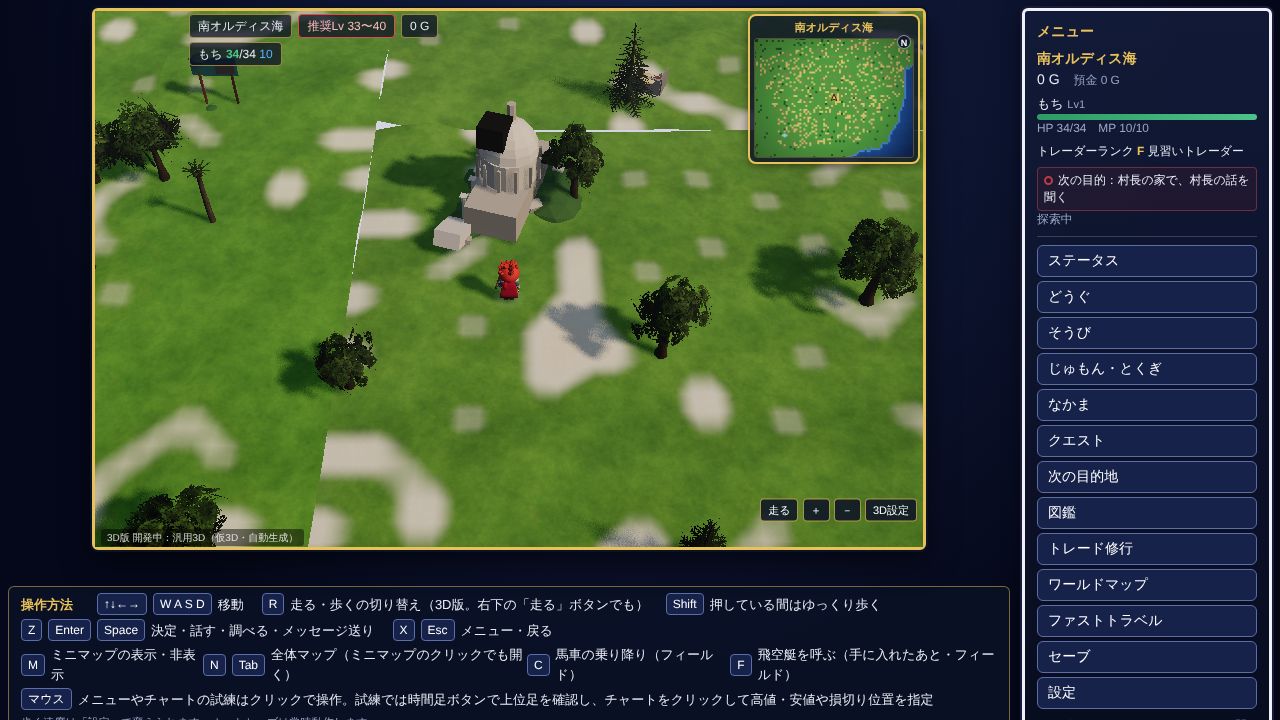 南オルディス海 推奨Lv 33〜40 0 G
もち 34/34 10
南オルディス海
N
A
走る + − 3D設定
3D版 開発中：汎用3D（仮3D・自動生成）
メニュー
南オルディス海
0 G 預金 0 G
もち Lv1
HP 34/34 MP 10/10
トレーダーランク F 見習いトレーダー
次の目的：村長の家で、村長の話を
聞く
探索中
ステータス
どうぐ
そうび
じゅもん・とくぎ
なかま
クエスト
次の目的地
図鑑
トレード修行
ワールドマップ
ファストトラベル
セーブ
設定
操作方法 ↑↓←→ W A S D 移動 R 走る・歩くの切り替え（3D版。右下の「走る」ボタンでも） Shift 押している間はゆっくり歩く
Z Enter Space 決定・話す・調べる・メッセージ送り X Esc メニュー・戻る
M ミニマップの表示・非表示 N Tab 全体マップ（ミニマップのクリックでも開く） C 馬車の乗り降り（フィールド） F 飛空艇を呼ぶ（手に入れたあと・フィールド）
マウス メニューやチャートの試練はクリックで操作。試練では時間足ボタンで上位足を確認し、チャートをクリックして高値・安値や損切り位置を指定